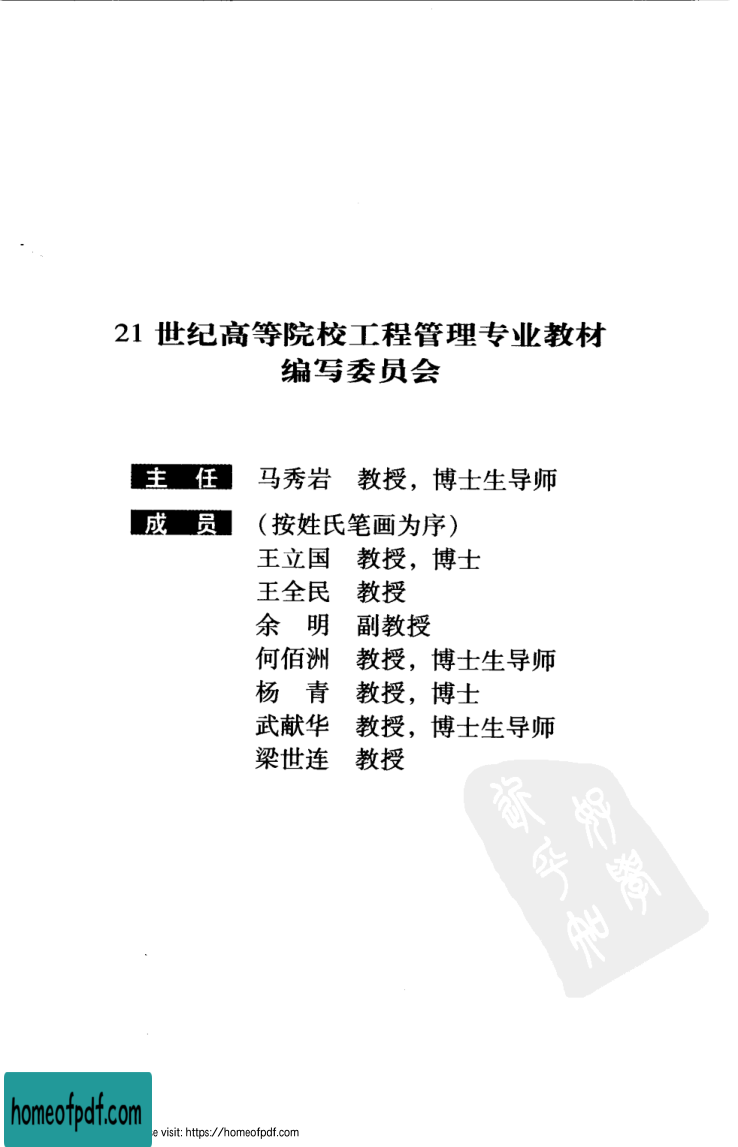 21 世纪高等院校工程管理专业教材
编写委员会
主 任 马秀岩 教授，博士生导师
成 员 （按姓氏笔画为序）
王立国 教授，博士
王全民 教授
余 明 副教授
何佰洲 教授，博士生导师
杨 青 教授，博士
武献华 教授，博士生导师
梁世连 教授
homeofpdf.com
e visit: https://homeofpdf.com